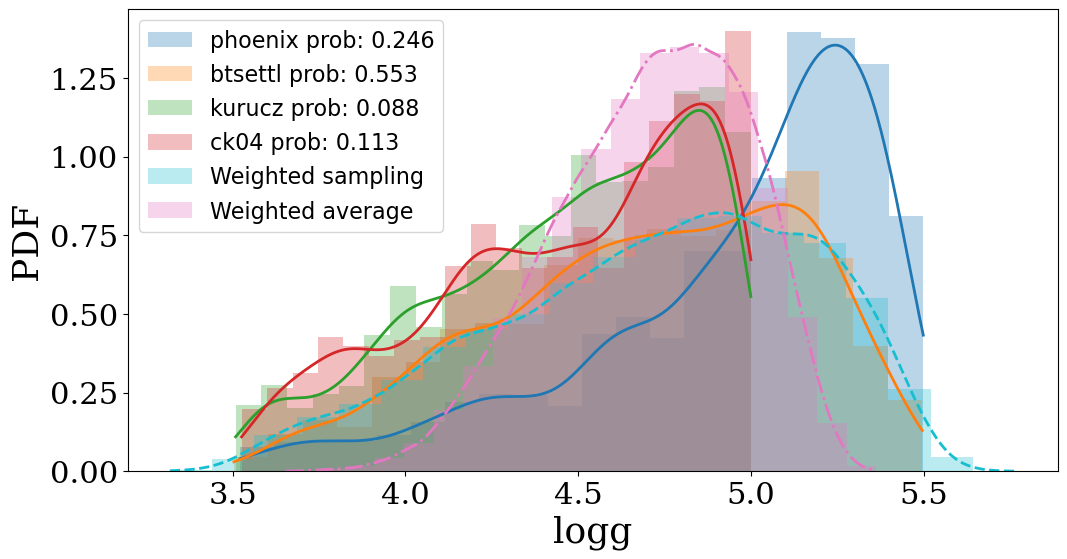 phoenix prob: 0.246
btsettl prob: 0.553
kurucz prob: 0.088
ck04 prob: 0.113
Weighted sampling
Weighted average
PDF
1.25
1.00
0.75
0.50
0.25
0.00
3.5 4.0 4.5 5.0 5.5
logg